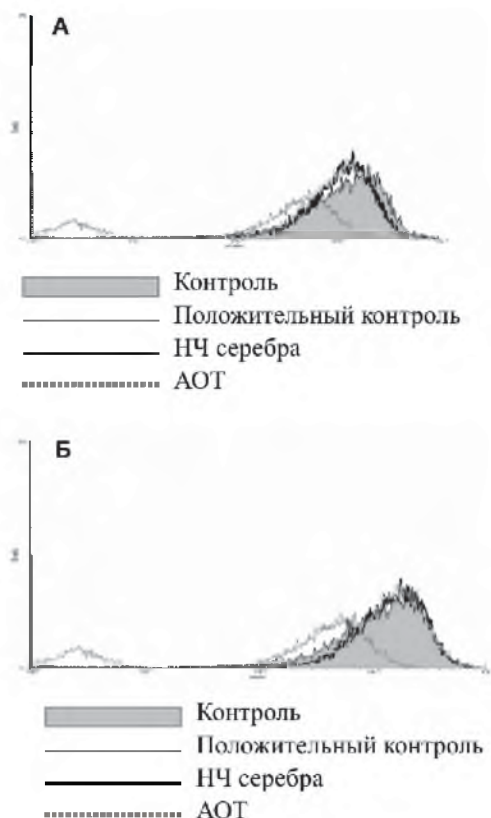 А
Контроль
Положительный контроль
НЧ серебра
АОТ
Б
Контроль
Положительный контроль
НЧ серебра
АОТ